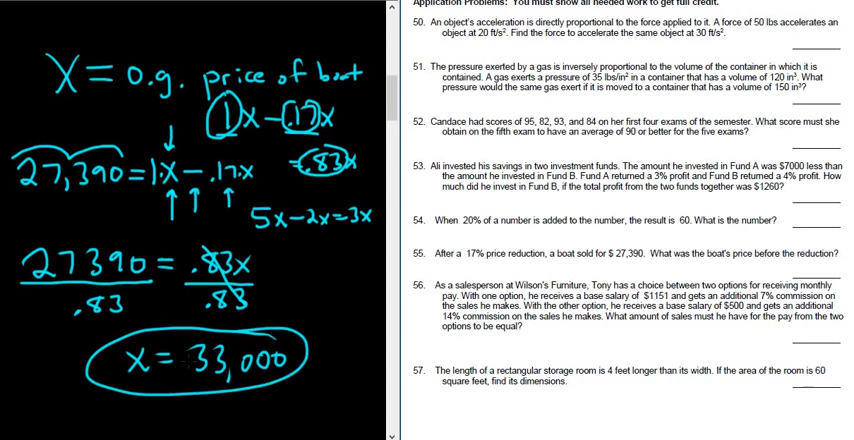 X = o.g. price of boat
1x - .17x
27,390 = 1·x - .17·x
= .83x
5x - 2x = 3x
27390 = .83x
.83 .83
x = 33,000
Application Problems: You must show all needed work to get full credit.
50. An object's acceleration is directly proportional to the force applied to it. A force of 50 lbs accelerates an
object at 20 ft/s². Find the force to accelerate the same object at 30 ft/s².
51. The pressure exerted by a gas is inversely proportional to the volume of the container in which it is
contained. A gas exerts a pressure of 35 lbs/in² in a container that has a volume of 120 in³. What
pressure would the same gas exert if it is moved to a container that has a volume of 150 in³?
52. Candace had scores of 95, 82, 93, and 84 on her first four exams of the semester. What score must she
obtain on the fifth exam to have an average of 90 or better for the five exams?
53. Ali invested his savings in two investment funds. The amount he invested in Fund A was $7000 less than
the amount he invested in Fund B. Fund A returned a 3% profit and Fund B returned a 4% profit. How
much did he invest in Fund B, if the total profit from the two funds together was $1260?
54. When 20% of a number is added to the number, the result is 60. What is the number?
55. After a 17% price reduction, a boat sold for $ 27,390. What was the boat's price before the reduction?
56. As a salesperson at Wilson's Furniture, Tony has a choice between two options for receiving monthly
pay. With one option, he receives a base salary of $1151 and gets an additional 7% commission on
the sales he makes. With the other option, he receives a base salary of $500 and gets an additional
14% commission on the sales he makes. What amount of sales must he have for the pay from the two
options to be equal?
57. The length of a rectangular storage room is 4 feet longer than its width. If the area of the room is 60
square feet, find its dimensions.